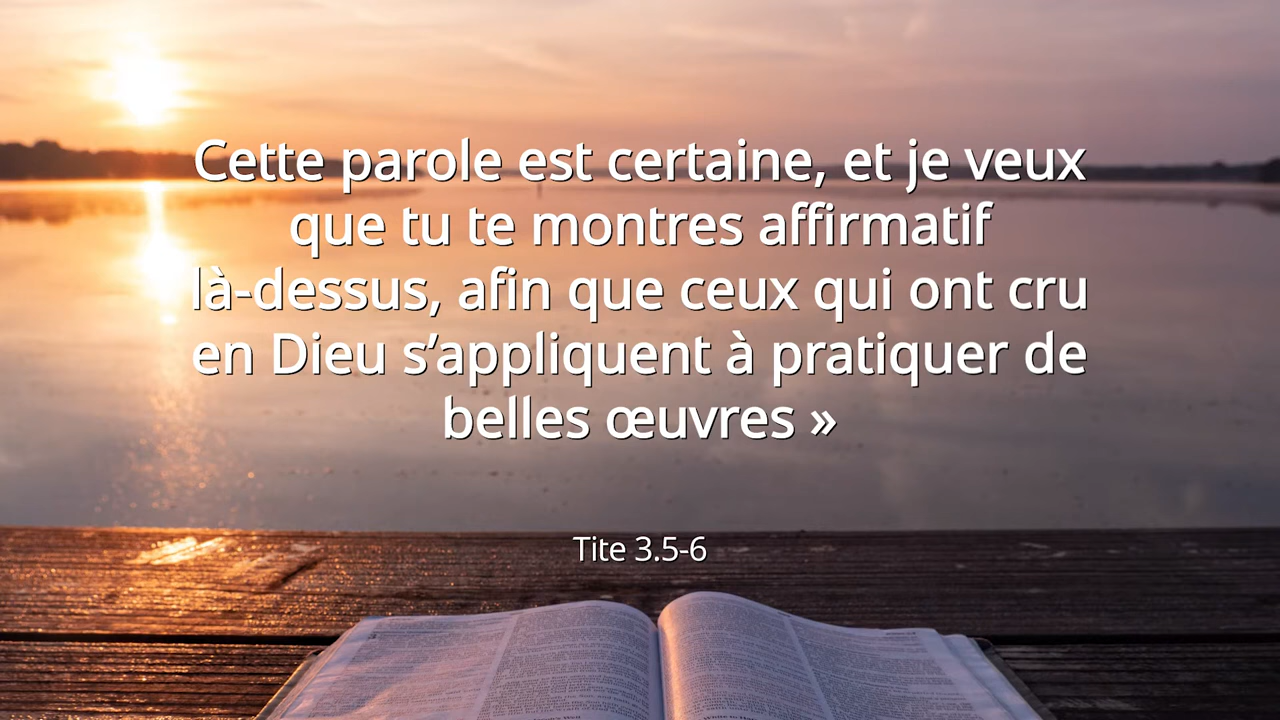 Cette parole est certaine, et je veux
que tu te montres affirmatif
là-dessus, afin que ceux qui ont cru
en Dieu s’appliquent à pratiquer de
belles œuvres »
Tite 3.5-6